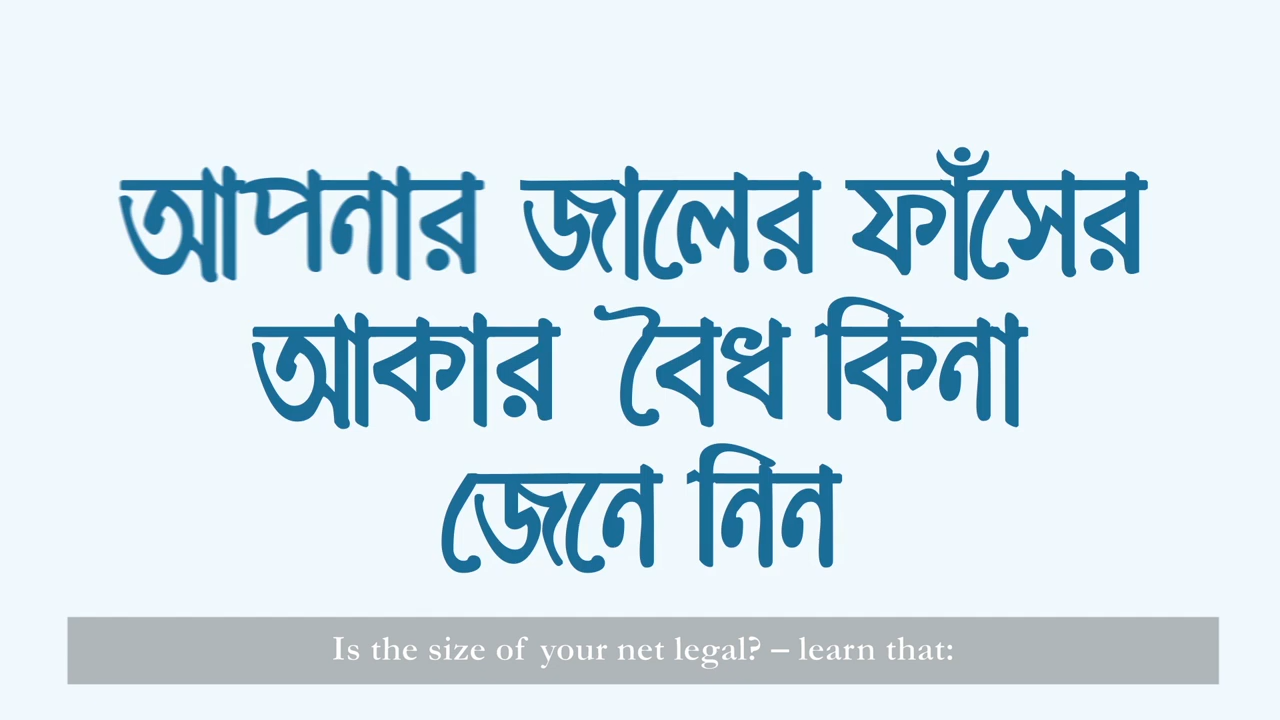 আপনার জালের ফাঁসের
আকার বৈধ কিনা
জেনে নিন
Is the size of your net legal? – learn that: